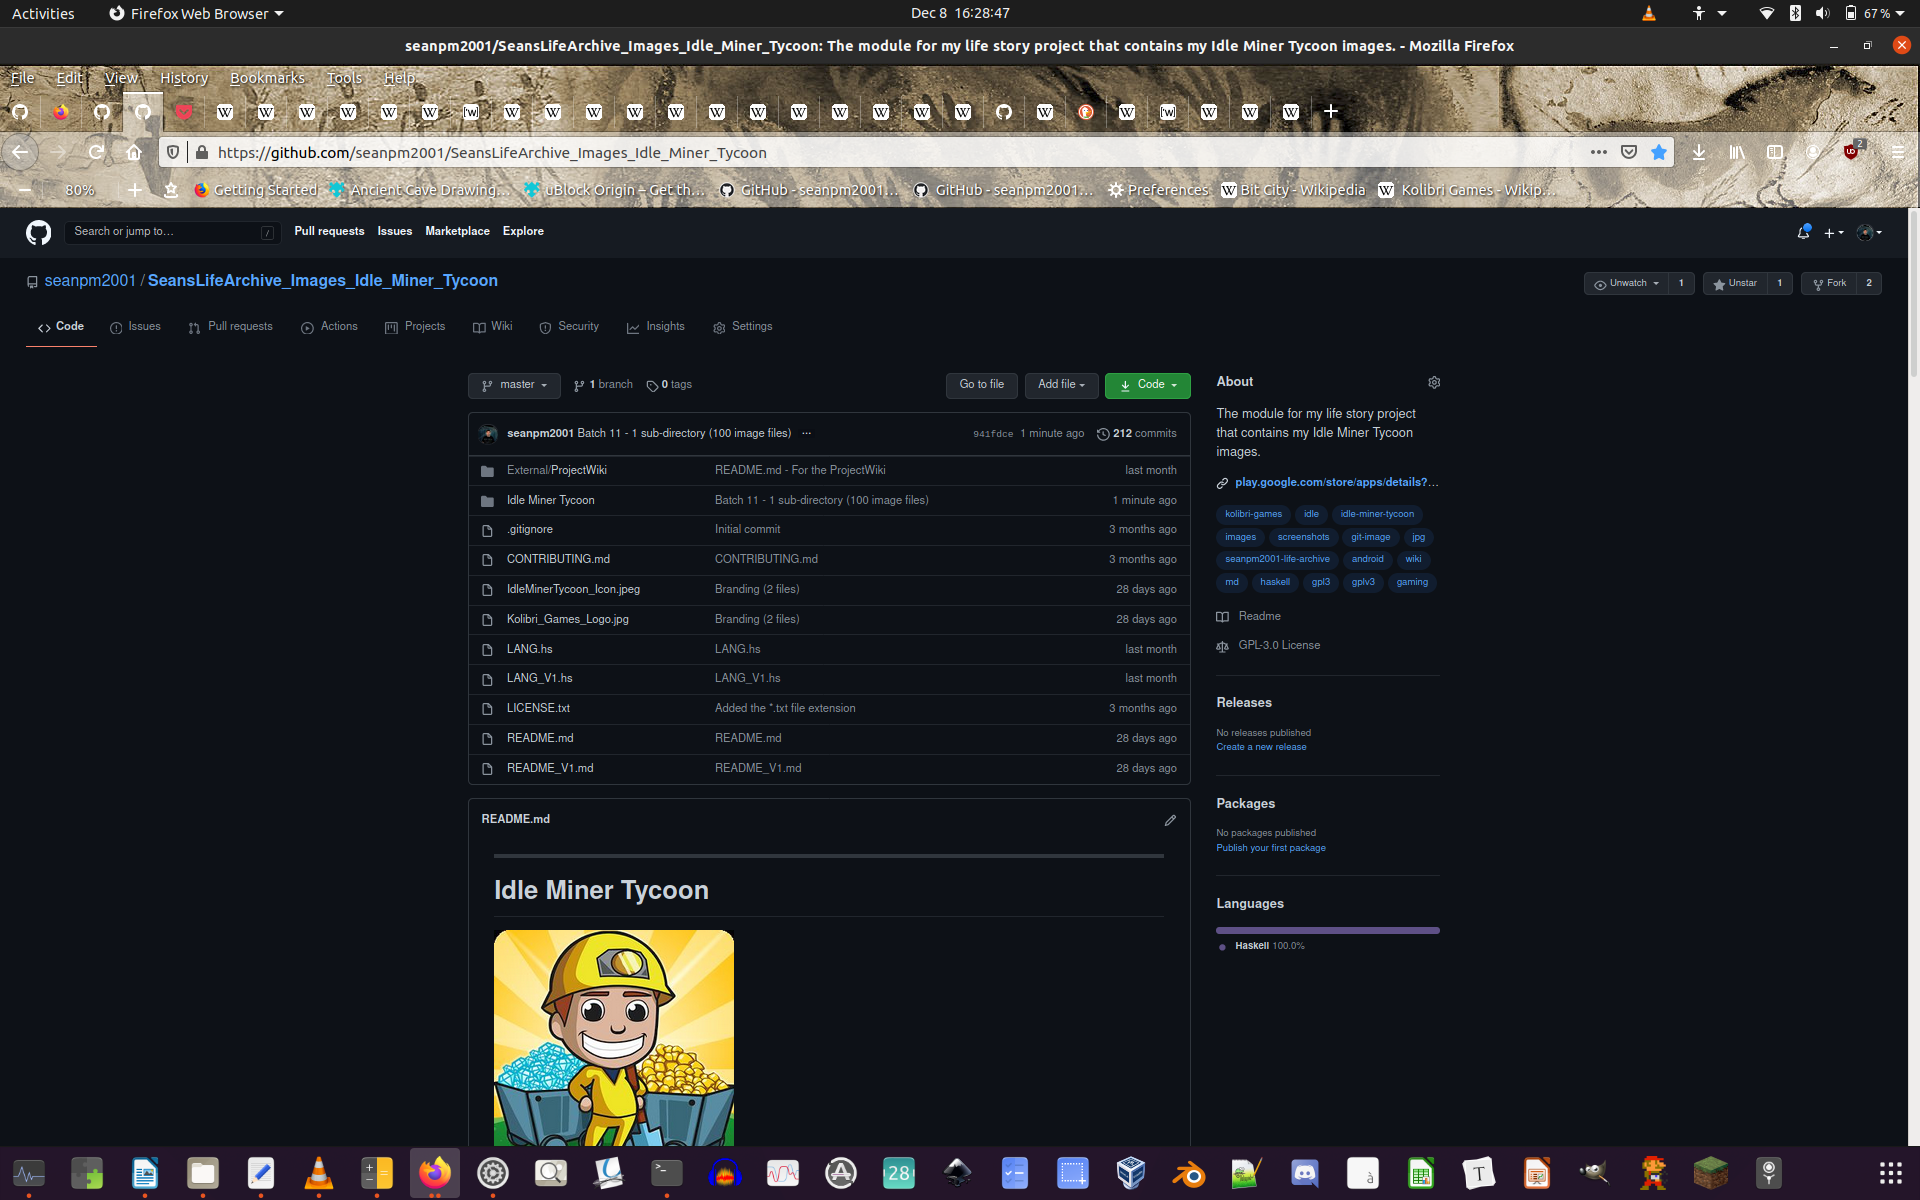 Activities Firefox Web Browser Dec 8 16:28:47 67 %
seanpm2001/SeansLifeArchive_Images_Idle_Miner_Tycoon: The module for my life story project that contains my Idle Miner Tycoon images. - Mozilla Firefox
File Edit View History Bookmarks Tools Help
https://github.com/seanpm2001/SeansLifeArchive_Images_Idle_Miner_Tycoon 2
80% Getting Started Ancient Cave Drawing… uBlock Origin – Get th… GitHub - seanpm2001… GitHub - seanpm2001… Preferences Bit City - Wikipedia Kolibri Games - Wikip…
Search or jump to… / Pull requests Issues Marketplace Explore
seanpm2001 / SeansLifeArchive_Images_Idle_Miner_Tycoon Unwatch 1 Unstar 1 Fork 2
Code Issues Pull requests Actions Projects Wiki Security Insights Settings
master 1 branch 0 tags Go to file Add file Code
seanpm2001 Batch 11 - 1 sub-directory (100 image files) ... 941fdce 1 minute ago 212 commits
External/ProjectWiki README.md - For the ProjectWiki last month
Idle Miner Tycoon Batch 11 - 1 sub-directory (100 image files) 1 minute ago
.gitignore Initial commit 3 months ago
CONTRIBUTING.md CONTRIBUTING.md 3 months ago
IdleMinerTycoon_Icon.jpeg Branding (2 files) 28 days ago
Kolibri_Games_Logo.jpg Branding (2 files) 28 days ago
LANG.hs LANG.hs last month
LANG_V1.hs LANG_V1.hs last month
LICENSE.txt Added the *.txt file extension 3 months ago
README.md README.md 28 days ago
README_V1.md README_V1.md 28 days ago
README.md
Idle Miner Tycoon
About
The module for my life story project
that contains my Idle Miner Tycoon
images.
play.google.com/store/apps/details?…
kolibri-games idle idle-miner-tycoon
images screenshots git-image jpg
seanpm2001-life-archive android wiki
md haskell gpl3 gplv3 gaming
Readme
GPL-3.0 License
Releases
No releases published
Create a new release
Packages
No packages published
Publish your first package
Languages
Haskell 100.0%
28